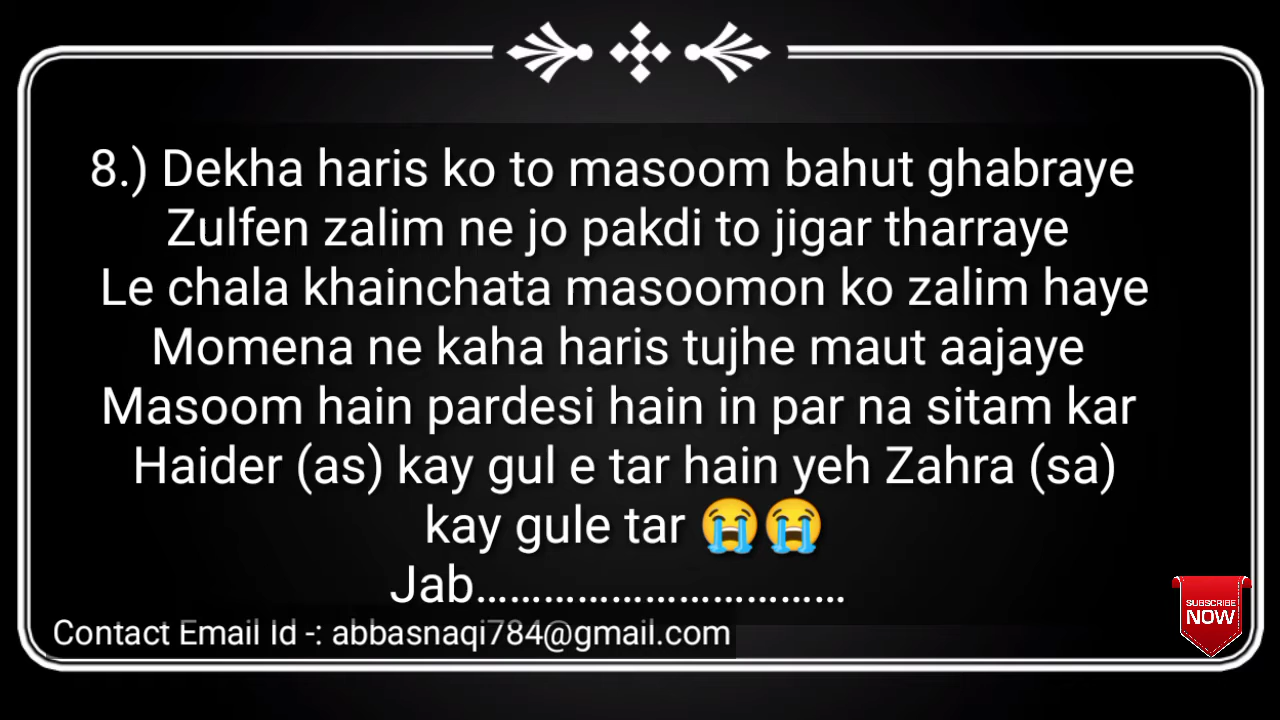 8.) Dekha haris ko to masoom bahut ghabraye
Zulfen zalim ne jo pakdi to jigar tharraye
Le chala khainchata masoomon ko zalim haye
Momena ne kaha haris tujhe maut aajaye
Masoom hain pardesi hain in par na sitam kar
Haider (as) kay gul e tar hain yeh Zahra (sa)
kay gule tar 😭😭
Jab.................................
Contact Email Id -: abbasnaqi784@gmail.com
SUBSCRIBE
NOW